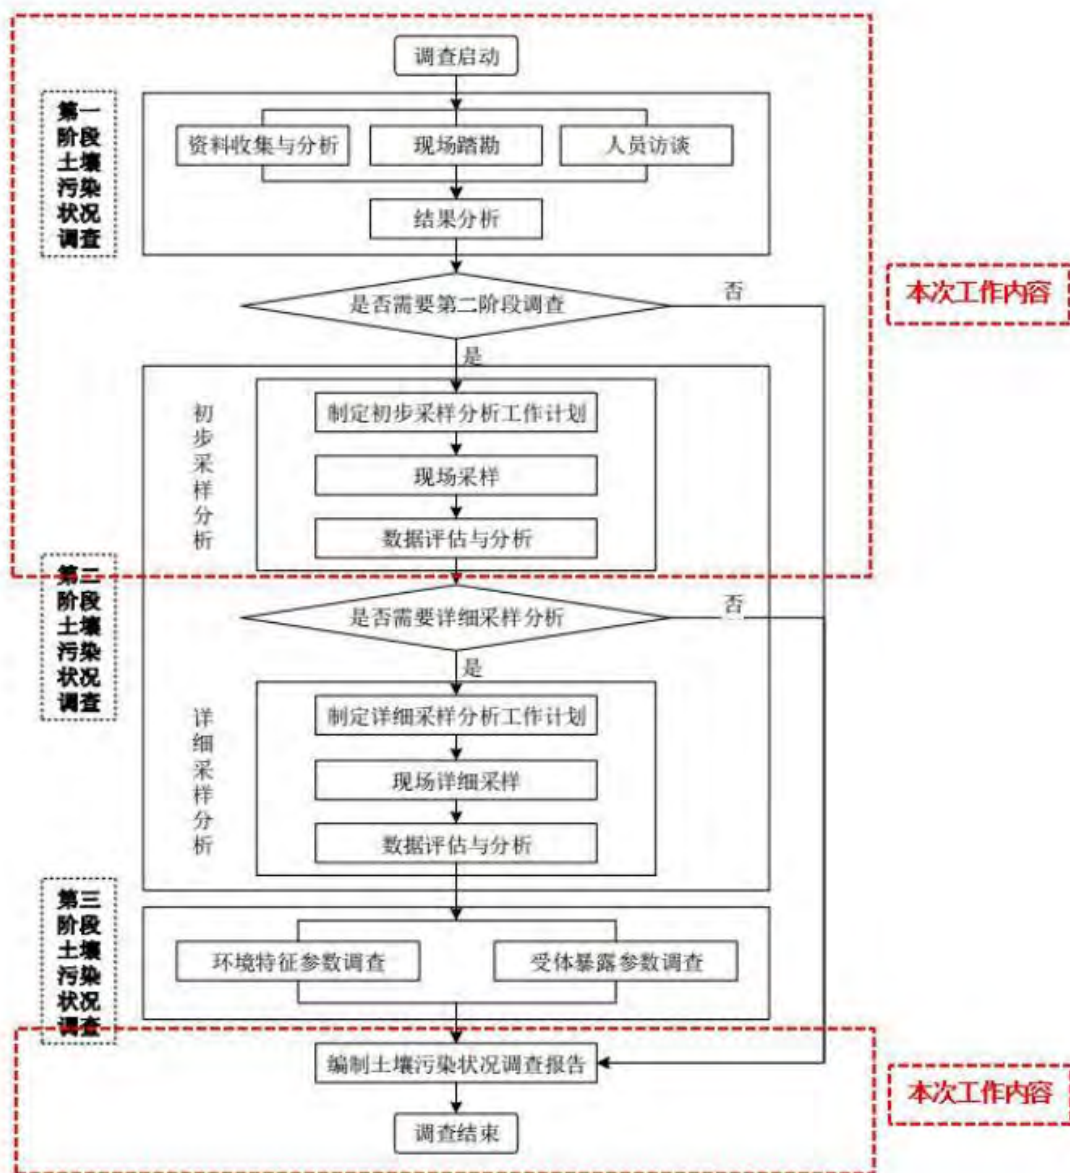 调查启动
第一
阶段
土壤
污染
状况
调查
资料收集与分析
现场踏勘
人员访谈
结果分析
是否需要第二阶段调查
否
本次工作内容
是
初步采样分析
制定初步采样分析工作计划
现场采样
数据评估与分析
第二
阶段
土壤
污染
状况
调查
是否需要详细采样分析
否
是
详细采样分析
制定详细采样分析工作计划
现场详细采样
数据评估与分析
第三
阶段
土壤
污染
状况
调查
环境特征参数调查
受体暴露参数调查
编制土壤污染状况调查报告
本次工作内容
调查结束